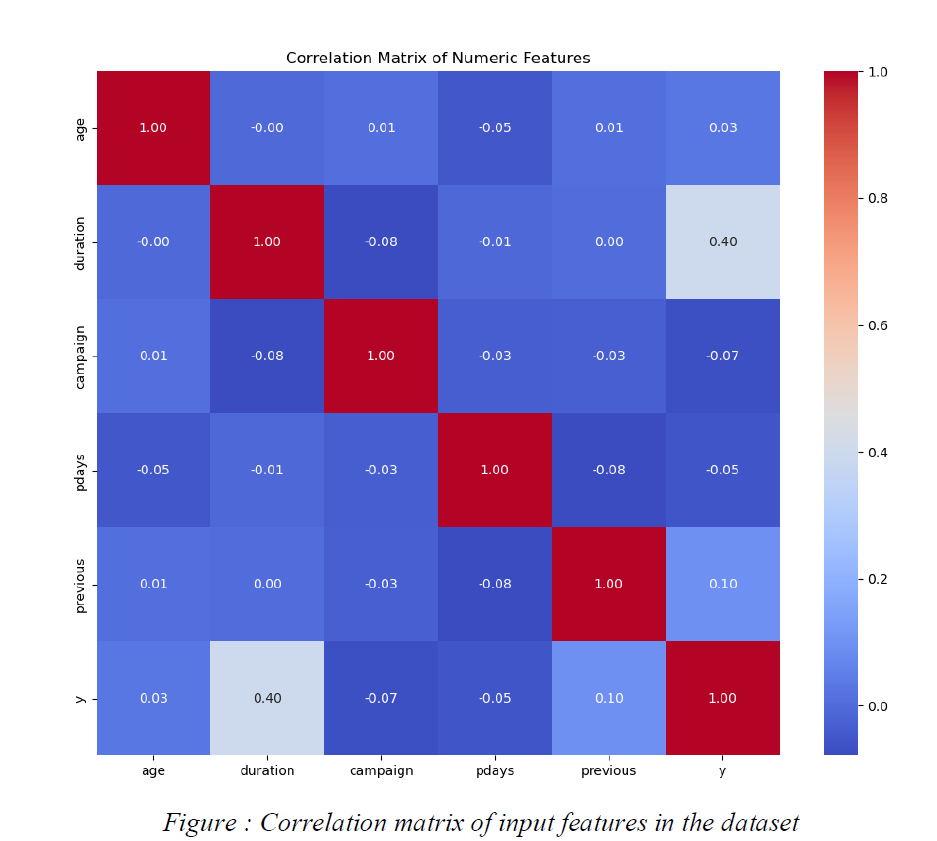 Correlation Matrix of Numeric Features
age 1.00 -0.00 0.01 -0.05 0.01 0.03
duration -0.00 1.00 -0.08 -0.01 0.00 0.40
campaign 0.01 -0.08 1.00 -0.03 -0.03 -0.07
pdays -0.05 -0.01 -0.03 1.00 -0.08 -0.05
previous 0.01 0.00 -0.03 -0.08 1.00 0.10
y 0.03 0.40 -0.07 -0.05 0.10 1.00
age duration campaign pdays previous y
1.0
0.8
0.6
0.4
0.2
0.0
Figure : Correlation matrix of input features in the dataset